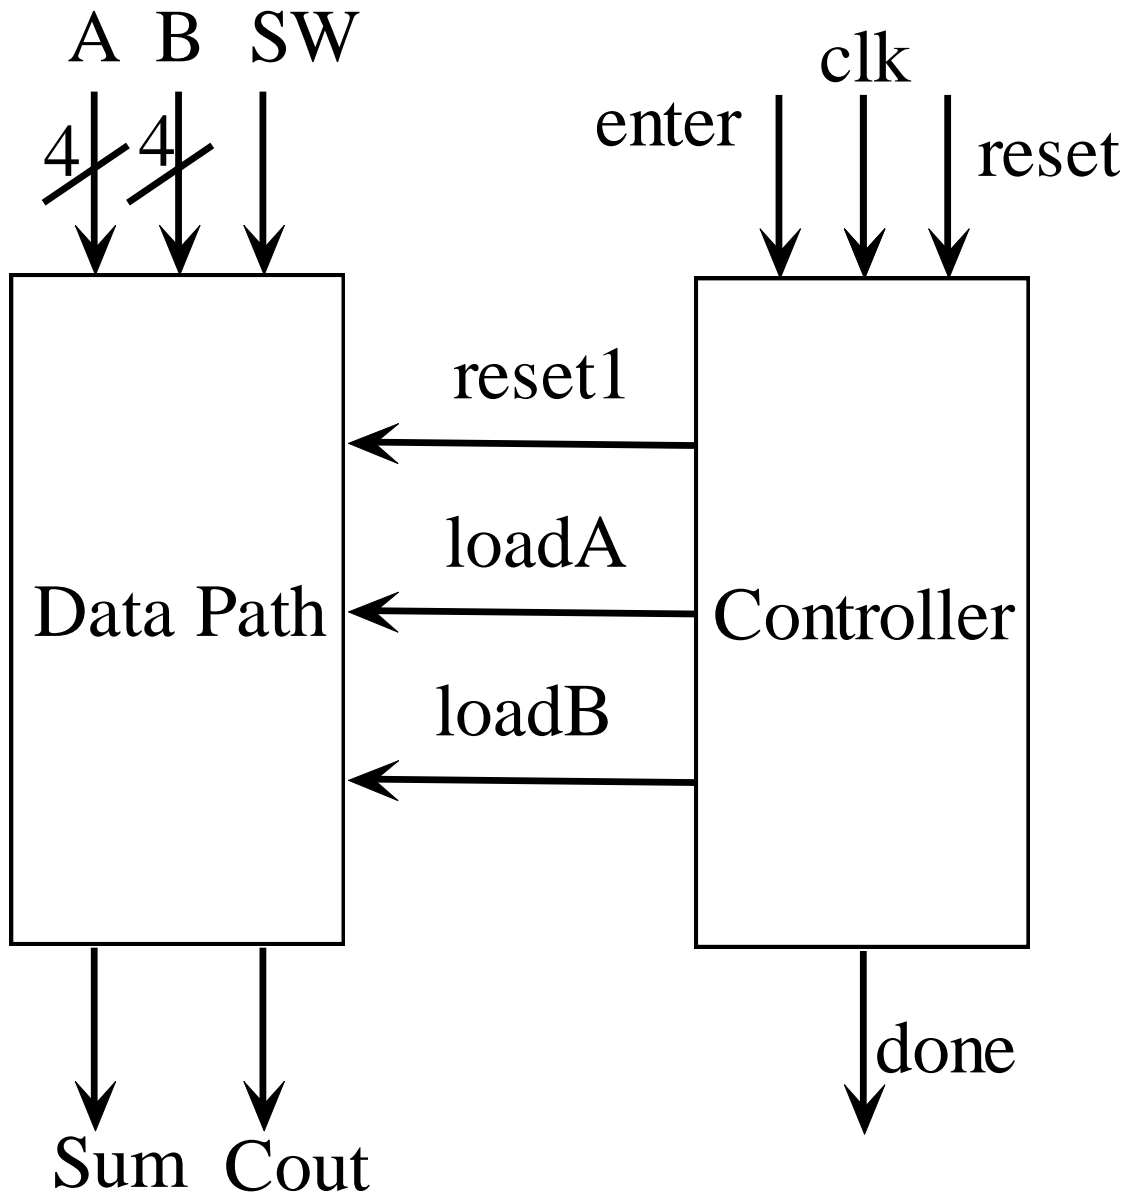 A B SW
clk
enter
reset
4 4
reset1
loadA
Data Path
Controller
loadB
done
Sum Cout